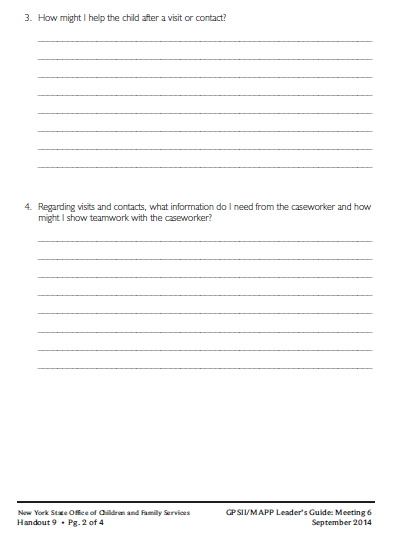 3. How might I help the child after a visit or contact?
4. Regarding visits and contacts, what information do I need from the caseworker and how
might I show teamwork with the caseworker?
New York State Office of Children and Family Services
GPSII/MAPP Leader's Guide: Meeting 6
Handout 9 • Pg. 2 of 4
September 2014